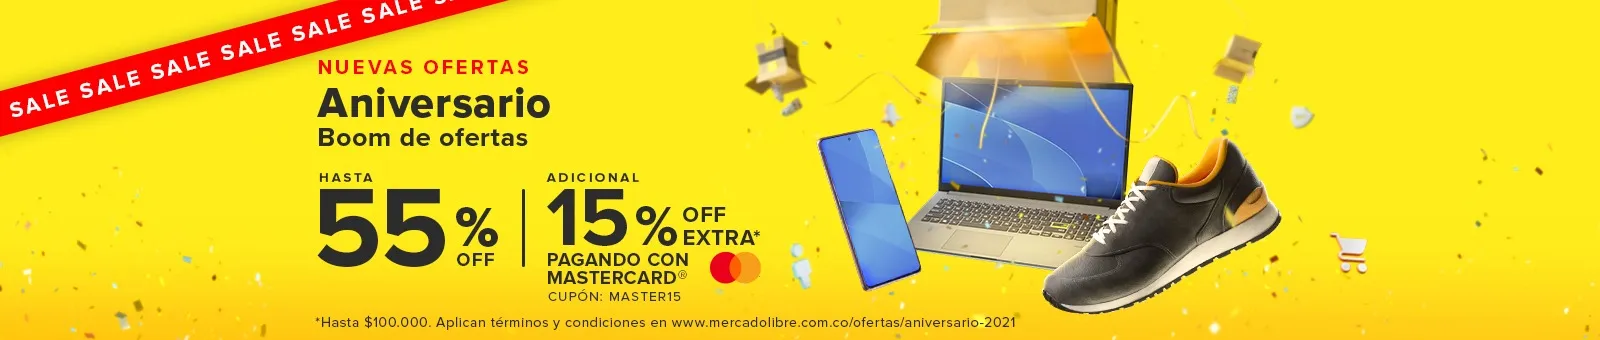 SALE SALE SALE SALE SALE SALE
NUEVAS OFERTAS
Aniversario
Boom de ofertas
HASTA
55%
OFF
ADICIONAL
15% OFF
EXTRA*
PAGANDO CON
MASTERCARD®
CUPÓN: MASTER15
*Hasta $100.000. Aplican términos y condiciones en www.mercadolibre.com.co/ofertas/aniversario-2021